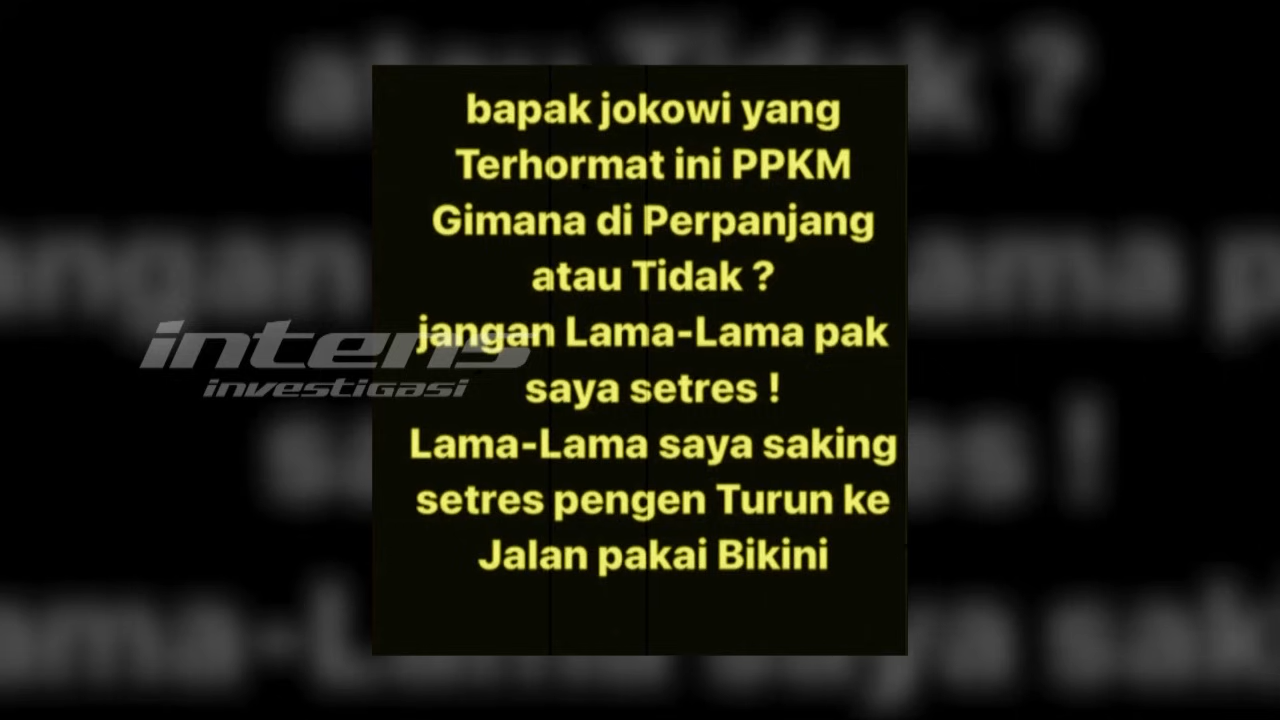 bapak jokowi yang
Terhormat ini PPKM
Gimana di Perpanjang
atau Tidak ?
jangan Lama-Lama pak
saya setres !
Lama-Lama saya saking
setres pengen Turun ke
Jalan pakai Bikini
intens
investigasi